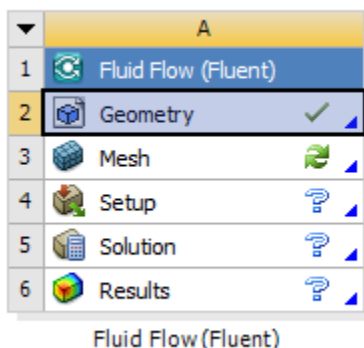 A
1 Fluid Flow (Fluent)
2 Geometry
3 Mesh
4 Setup ?
5 Solution ?
6 Results ?
Fluid Flow (Fluent)